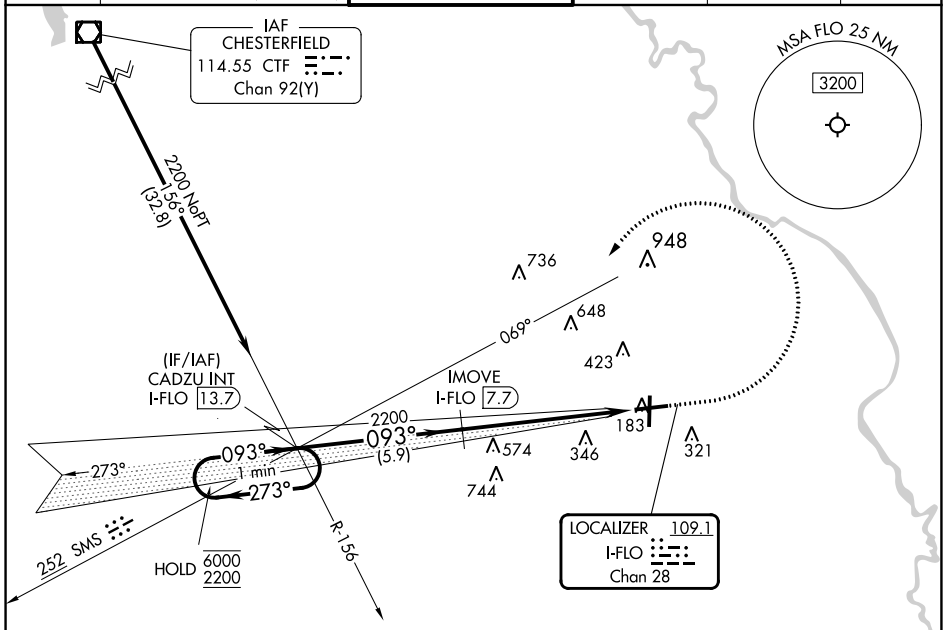 IAF
CHESTERFIELD
114.55 CTF
Chan 92(Y)
MSA FLO 25 NM
3200
2200 NoPT
156°
(32.8)
948
736
648
069°
423
(IF/IAF)
CADZU INT
I-FLO 13.7
IMOVE
I-FLO 7.7
2200
093°
(5.9)
183
093°
273°
1 min
273°
574
346
321
744
252 SMS
R-156
HOLD 6000
2200
LOCALIZER 109.1
I-FLO
Chan 28